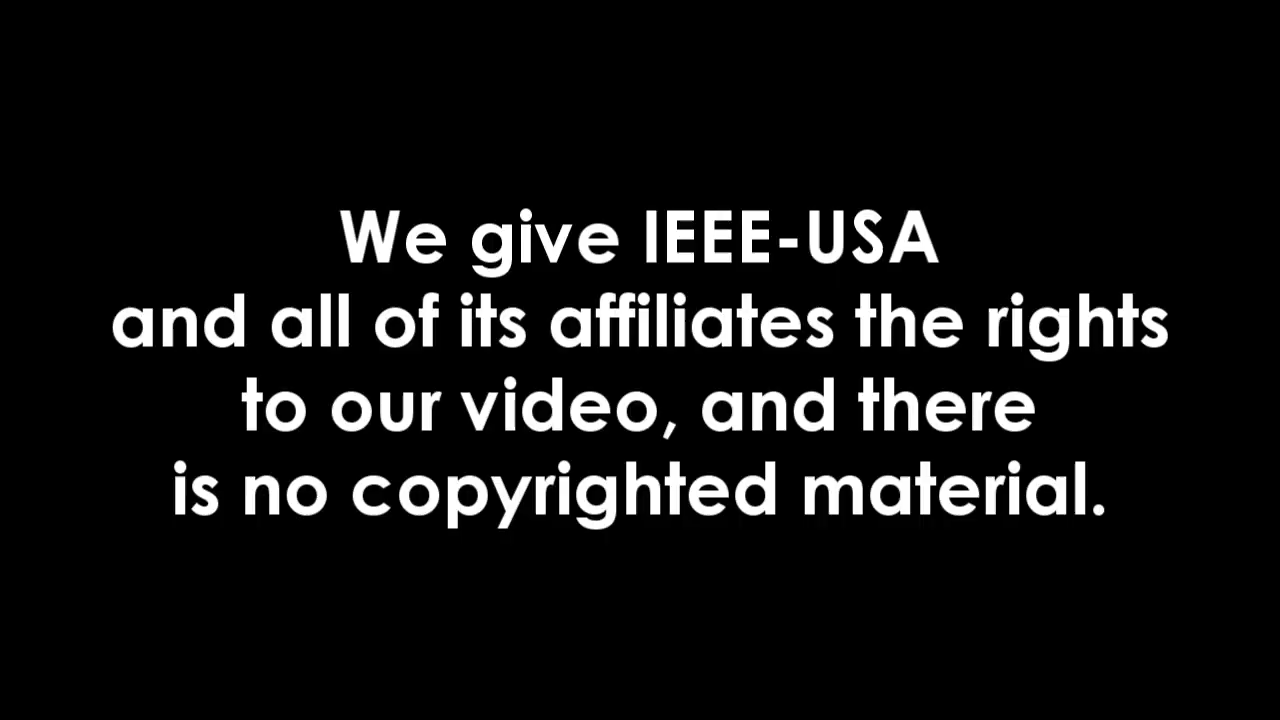 We give IEEE-USA
and all of its affiliates the rights
to our video, and there
is no copyrighted material.